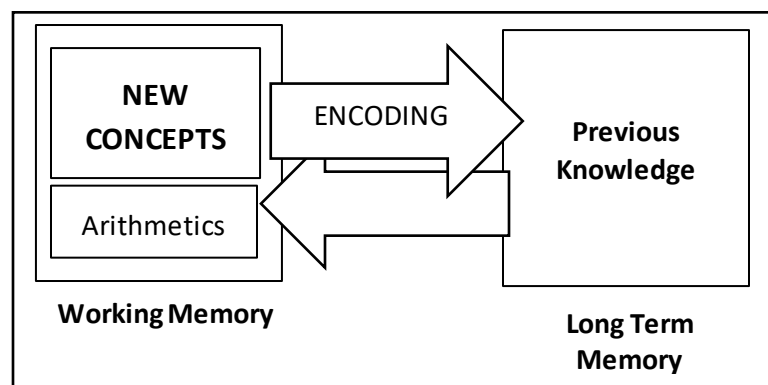 NEW
CONCEPTS
Arithmetics
Working Memory
ENCODING
Previous
Knowledge
Long Term
Memory